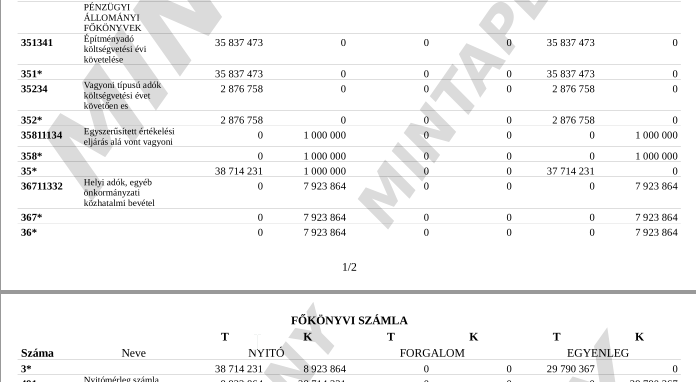 PÉNZÜGYI
ÁLLOMÁNYI
FŐKÖNYVEK
351341 Építményadó 35 837 473 0 0 0 35 837 473 0
költségvetési évi
követelése
351* 35 837 473 0 0 0 35 837 473 0
35234 Vagyoni típusú adók 2 876 758 0 0 0 2 876 758 0
költségvetési évet
követően es
352* 2 876 758 0 0 0 2 876 758 0
35811134 Egyszerűsített értékelési 0 1 000 000 0 0 0 1 000 000
eljárás alá vont vagyoni
358* 0 1 000 000 0 0 0 1 000 000
35* 38 714 231 1 000 000 0 0 37 714 231 0
36711332 Helyi adók, egyéb 0 7 923 864 0 0 0 7 923 864
önkormányzati
közhatalmi bevétel
367* 0 7 923 864 0 0 0 7 923 864
36* 0 7 923 864 0 0 0 7 923 864
1/2
FŐKÖNYVI SZÁMLA
T K T K T K
Száma Neve NYITÓ FORGALOM EGYENLEG
3* 38 714 231 8 923 864 0 0 29 790 367 0
Nyitómérleg számla